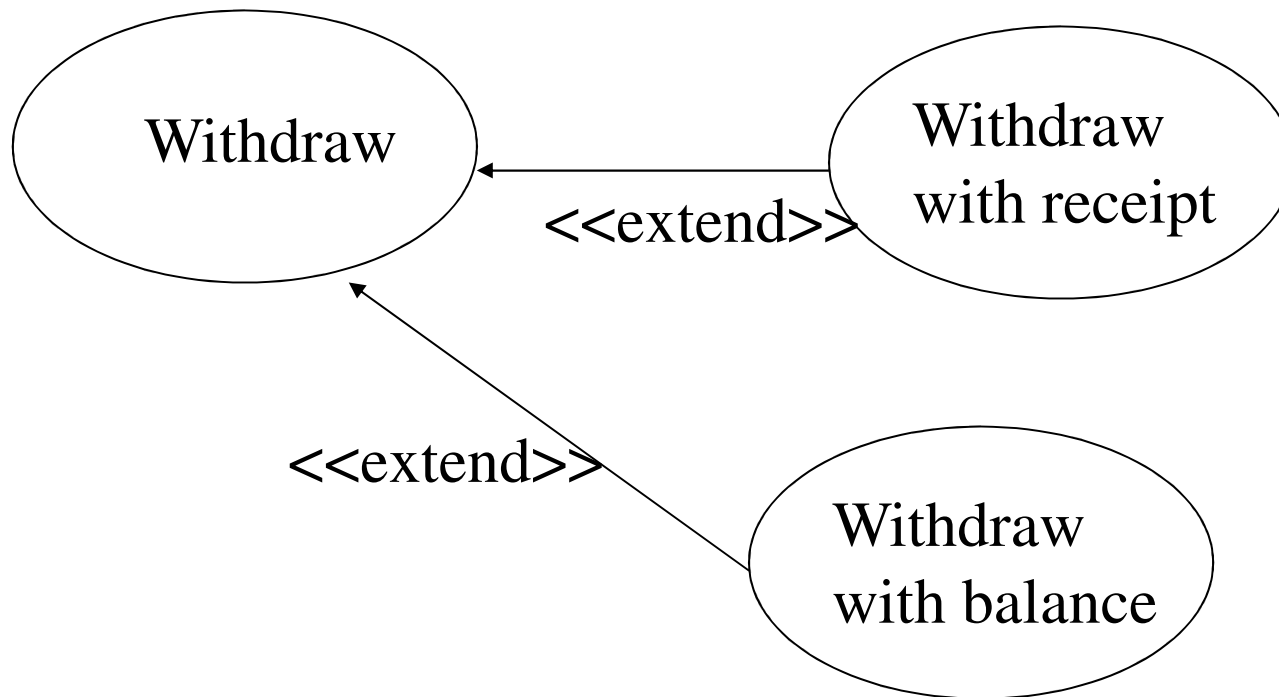 Withdraw
Withdraw
with receipt
<<extend>>
<<extend>>
Withdraw
with balance